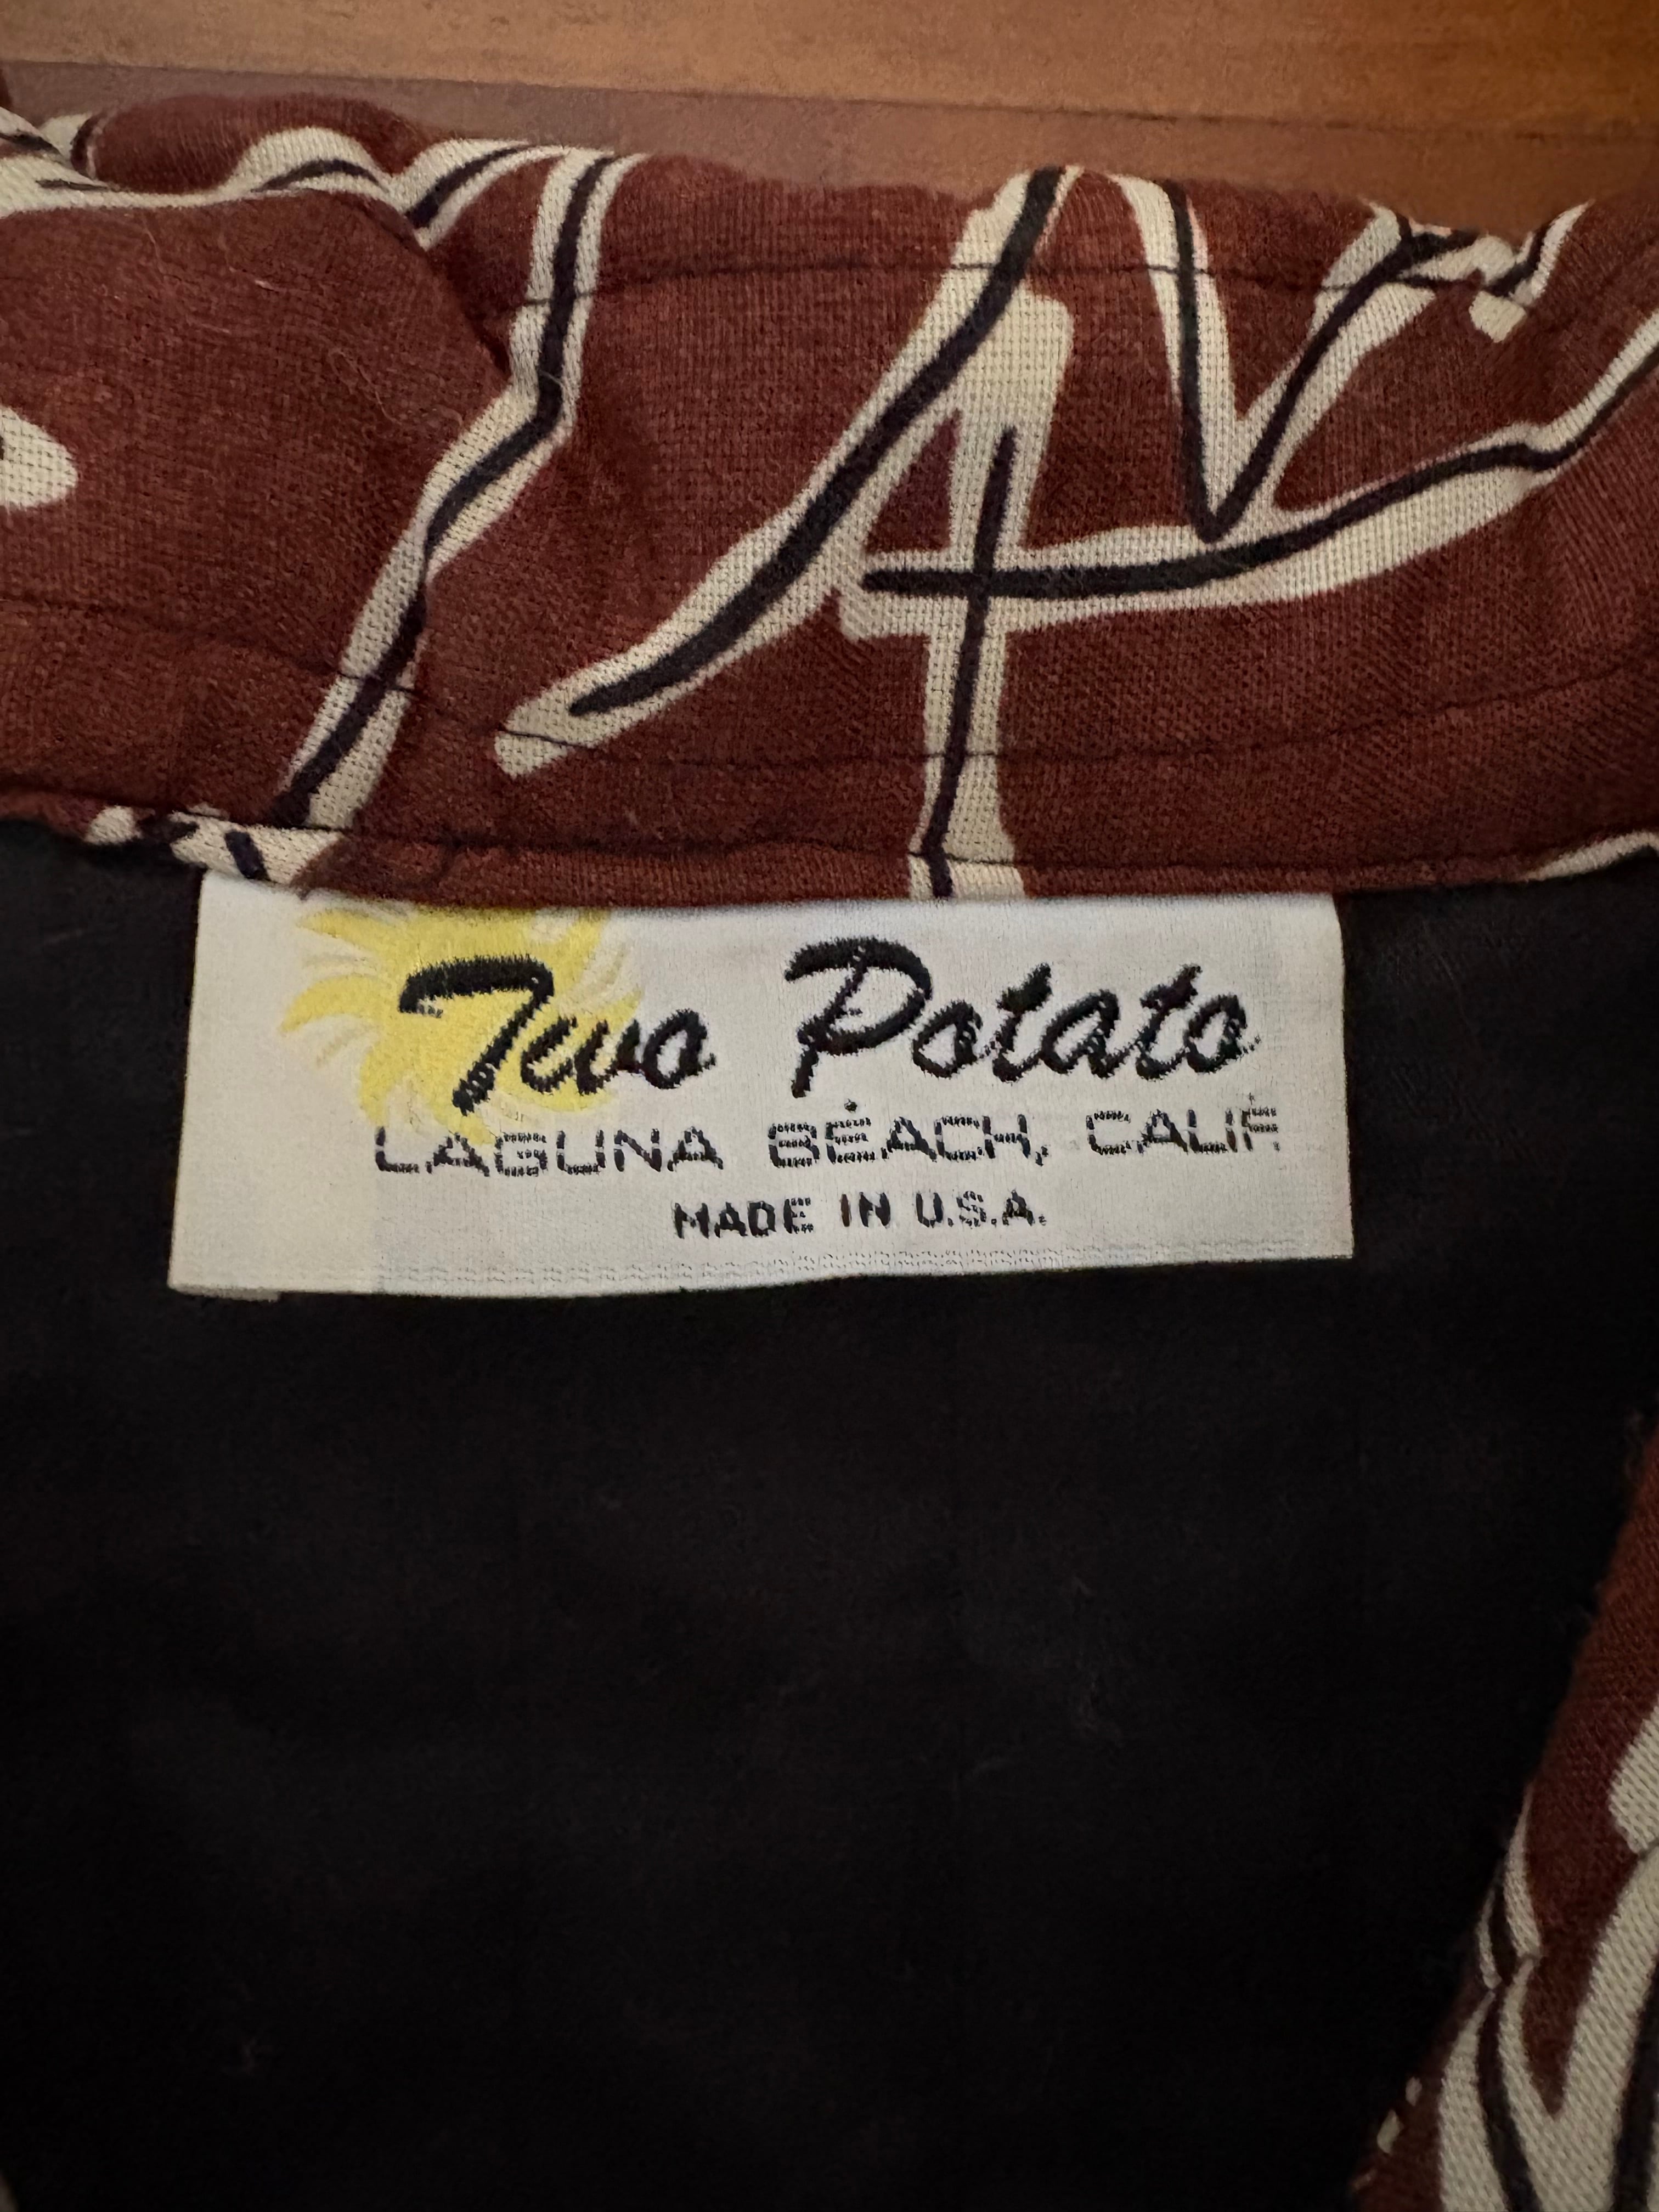 Two Potato
LAGUNA BEACH, CALIF.
MADE IN U.S.A.